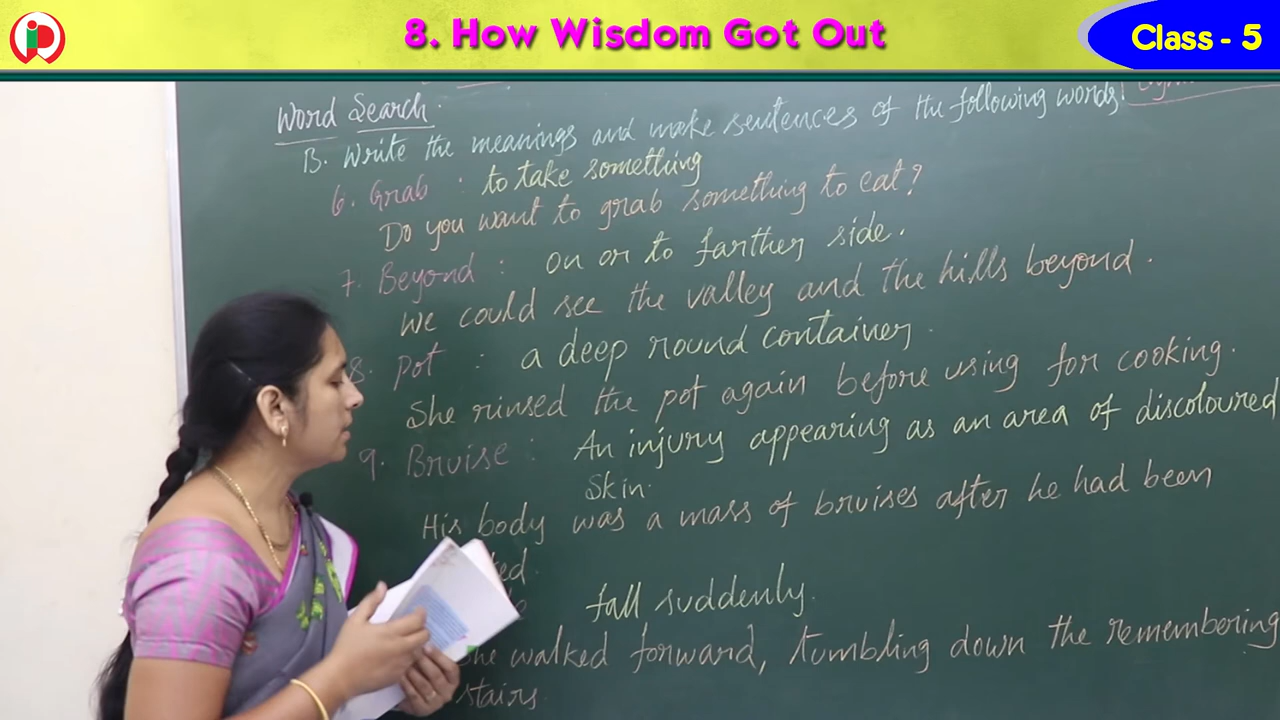 8. How Wisdom Got Out
Class - 5
Word Search.
B. Write the meanings and make sentences of the following words!
6. Grab : to take something
Do you want to grab something to eat?
7. Beyond : on or to farther side.
We could see the valley and the hills beyond.
8. Pot : a deep round container.
She rinsed the pot again before using for cooking.
9. Bruise : An injury appearing as an area of discoloured
Skin.
His body was a mass of bruises after he had been
ed.
fall suddenly.
She walked forward, tumbling down the remembering
stairs.